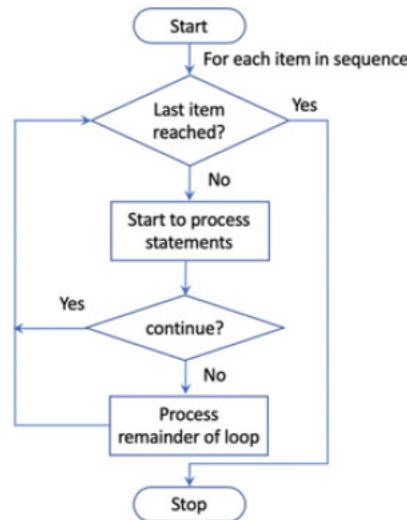 Start
For each item in sequence
Last item
reached?
Yes
No
Start to process
statements
Yes
continue?
No
Process
remainder of loop
Stop